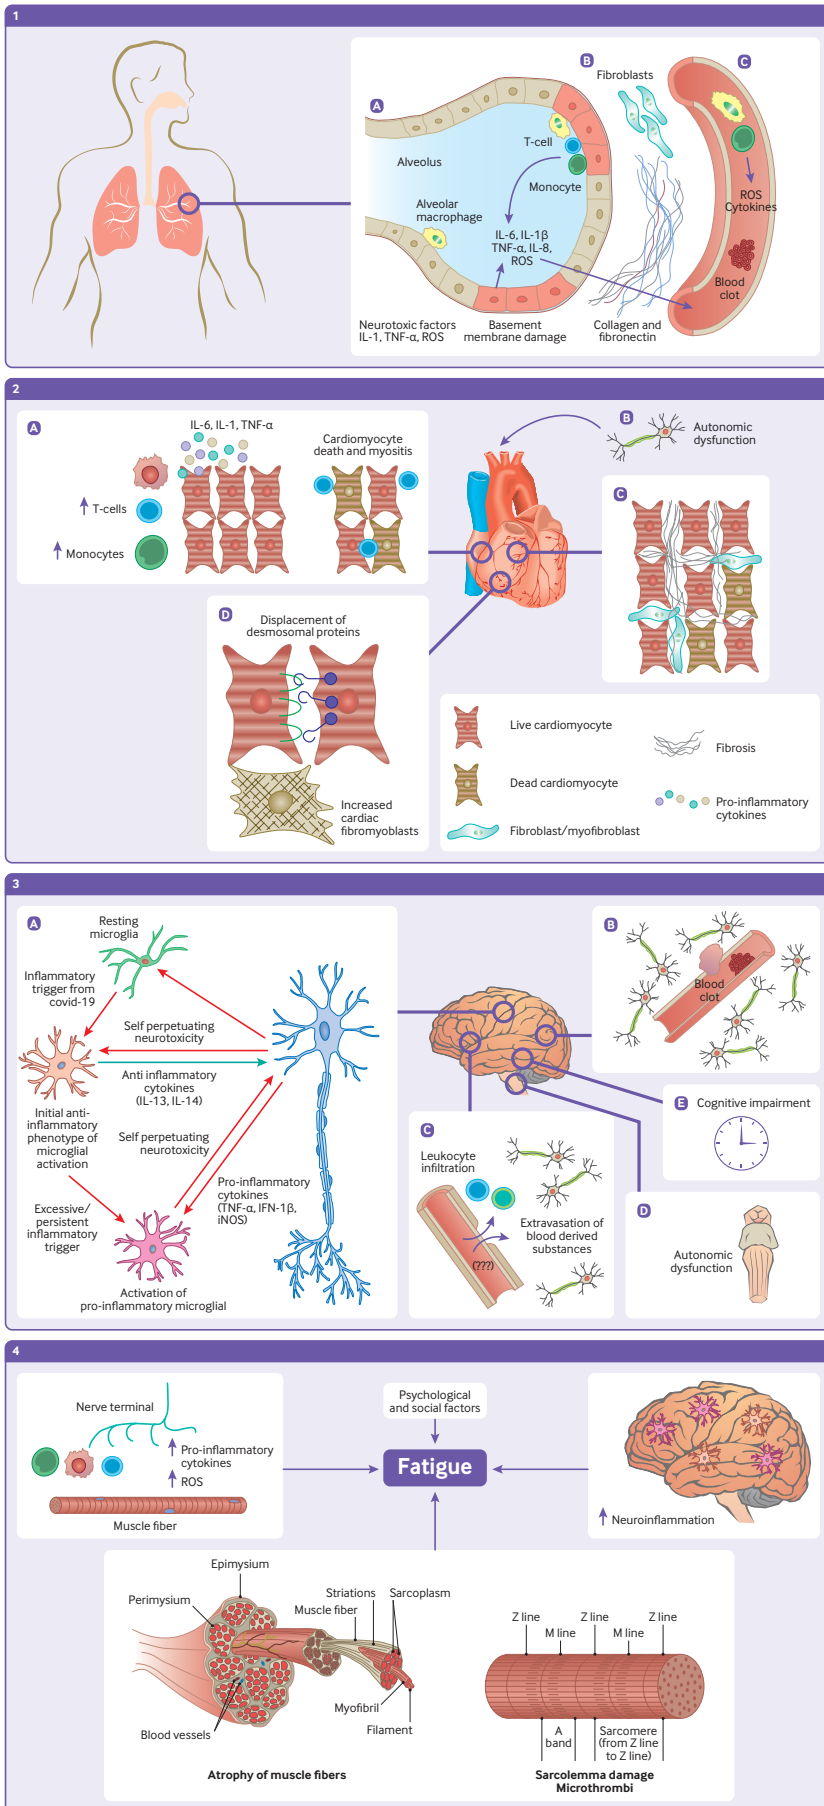 1
A
B
C
Fibroblasts
T-cell
Alveolus
Monocyte
Alveolar
macrophage
ROS
Cytokines
IL-6, IL-1β
TNF-α, IL-8,
ROS
Blood
clot
Neurotoxic factors
IL-1, TNF-α, ROS
Basement
membrane damage
Collagen and
fibronectin
2
A
IL-6, IL-1, TNF-α
Cardiomyocyte
death and myositis
T-cells
Monocytes
B
Autonomic
dysfunction
C
D
Displacement of
desmosomal proteins
Increased
cardiac
fibromyoblasts
Live cardiomyocyte
Fibrosis
Dead cardiomyocyte
Pro-inflammatory
cytokines
Fibroblast/myofibroblast
3
A
Resting
microglia
Inflammatory
trigger from
covid-19
Self perpetuating
neurotoxicity
Anti inflammatory
cytokines
(IL-13, IL-14)
Initial anti-
inflammatory
phenotype of
microglial
activation
Self perpetuating
neurotoxicity
Pro-inflammatory
cytokines
(TNF-α, IFN-1β,
iNOS)
Excessive/
persistent
inflammatory
trigger
Activation of
pro-inflammatory microglial
B
Blood
clot
E
Cognitive impairment
C
Leukocyte
infiltration
Extravasation of
blood derived
substances
(???)
D
Autonomic
dysfunction
4
Nerve terminal
Pro-inflammatory
cytokines
ROS
Muscle fiber
Psychological
and social factors
Fatigue
Neuroinflammation
Epimysium
Perimysium
Striations
Sarcoplasm
Muscle fiber
Myofibril
Filament
Blood vessels
Atrophy of muscle fibers
Z line
Z line
Z line
M line
M line
A
band
Sarcomere
(from Z line
to Z line)
Sarcolemma damage
Microthrombi